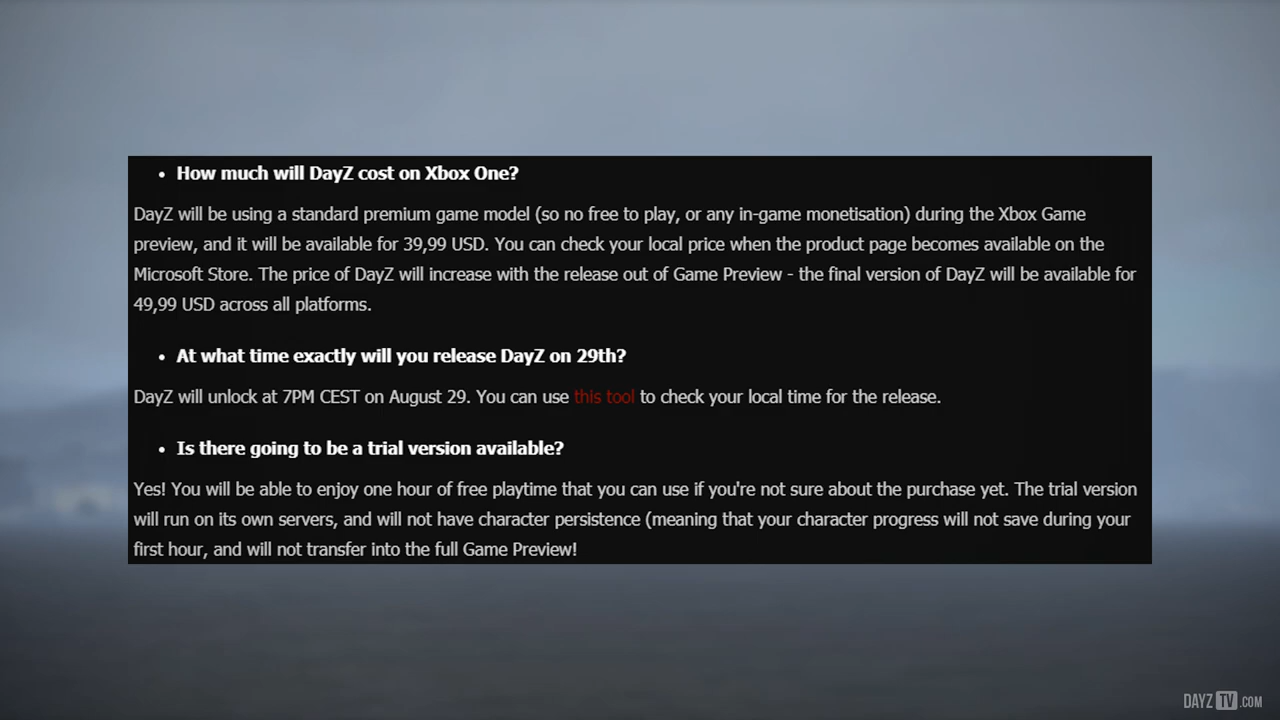 • How much will DayZ cost on Xbox One?
DayZ will be using a standard premium game model (so no free to play, or any in-game monetisation) during the Xbox Game
preview, and it will be available for 39,99 USD. You can check your local price when the product page becomes available on the
Microsoft Store. The price of DayZ will increase with the release out of Game Preview - the final version of DayZ will be available for
49,99 USD across all platforms.
• At what time exactly will you release DayZ on 29th?
DayZ will unlock at 7PM CEST on August 29. You can use this tool to check your local time for the release.
• Is there going to be a trial version available?
Yes! You will be able to enjoy one hour of free playtime that you can use if you're not sure about the purchase yet. The trial version
will run on its own servers, and will not have character persistence (meaning that your character progress will not save during your
first hour, and will not transfer into the full Game Preview!
DAYZ TV .COM